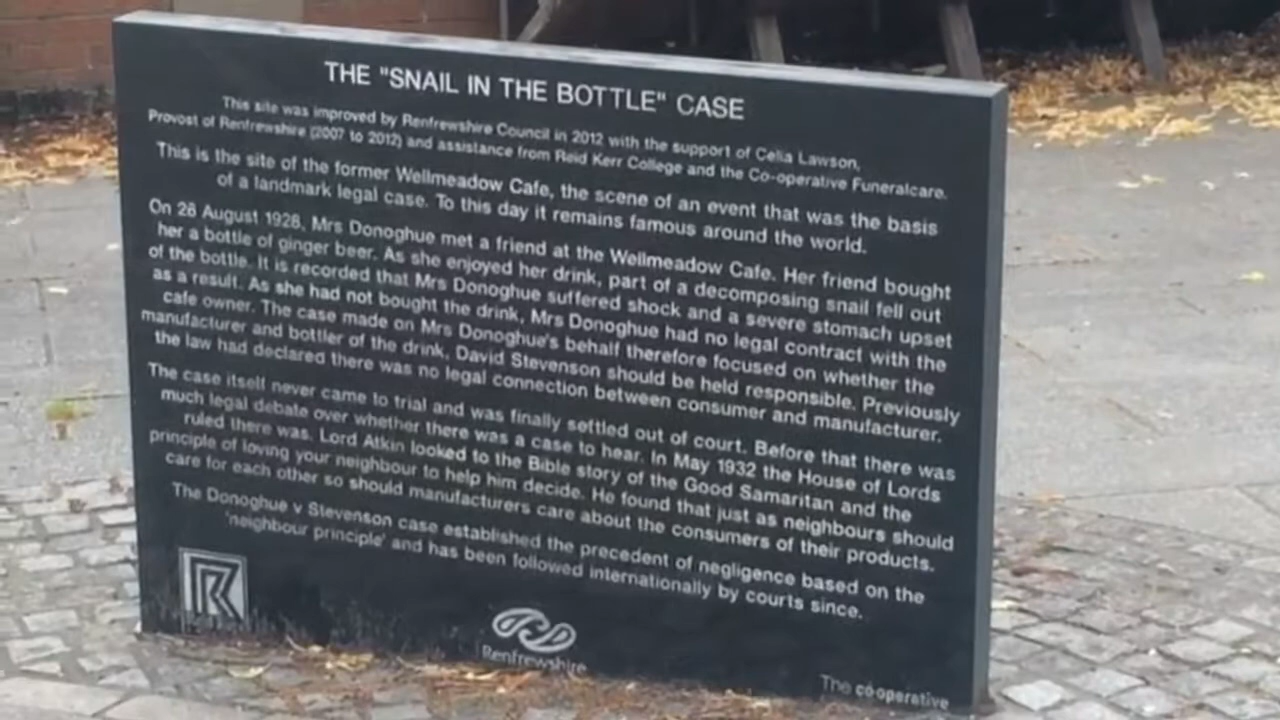 THE "SNAIL IN THE BOTTLE" CASE
This site was improved by Renfrewshire Council in 2012 with the support of Celia Lawson,
Provost of Renfrewshire (2007 to 2012) and assistance from Reid Kerr College and the Co-operative Funeralcare.
This is the site of the former Wellmeadow Cafe, the scene of an event that was the basis
of a landmark legal case. To this day it remains famous around the world.
On 26 August 1928, Mrs Donoghue met a friend at the Wellmeadow Cafe. Her friend bought
her a bottle of ginger beer. As she enjoyed her drink, part of a decomposing snail fell out
of the bottle. It is recorded that Mrs Donoghue suffered shock and a severe stomach upset
as a result. As she had not bought the drink, Mrs Donoghue had no legal contract with the
cafe owner. The case made on Mrs Donoghue's behalf therefore focused on whether the
manufacturer and bottler of the drink, David Stevenson should be held responsible. Previously
the law had declared there was no legal connection between consumer and manufacturer.
The case itself never came to trial and was finally settled out of court. Before that there was
much legal debate over whether there was a case to hear. In May 1932 the House of Lords
ruled there was. Lord Atkin looked to the Bible story of the Good Samaritan and the
principle of loving your neighbour to help him decide. He found that just as neighbours should
care for each other so should manufacturers care about the consumers of their products.
The Donoghue v Stevenson case established the precedent of negligence based on the
'neighbour principle' and has been followed internationally by courts since.
Renfrewshire
The co operative